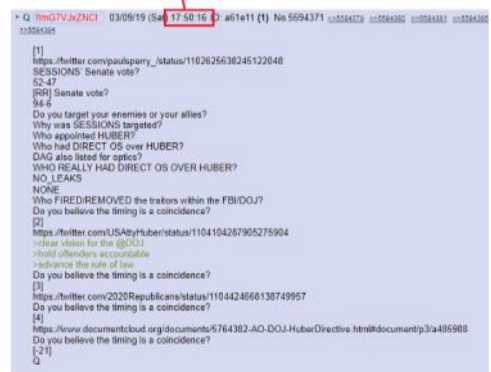 Q !!mG7VJxZNCI 03/09/19 (Sat) 17:50:16 ID: a61e11 (1) No.5594371 >>5594379 >>5594380 >>5594381 >>5594385
>>5594394
[1]
https://twitter.com/paulsperry_/status/1102625638245122048
SESSIONS' Senate vote?
52-47
[RR] Senate vote?
94-6
Do you target your enemies or your allies?
Why was SESSIONS targeted?
Who appointed HUBER?
Who had DIRECT OS over HUBER?
DAG also listed for optics?
WHO REALLY HAD DIRECT OS OVER HUBER?
NO_LEAKS
NONE
Who FIRED/REMOVED the traitors within the FBI/DOJ?
Do you believe the timing is a coincidence?
[2]
https://twitter.com/USAttyHuber/status/1104104287905275904
>clear vision for the @DOJ
>hold offenders accountable
>advance the rule of law
Do you believe the timing is a coincidence?
[3]
https://twitter.com/2020Republicans/status/1104424668138749957
Do you believe the timing is a coincidence?
[4]
https://www.documentcloud.org/documents/5764382-AO-DOJ-HuberDirective.html#document/p3/a485908
Do you believe the timing is a coincidence?
[-21]
Q